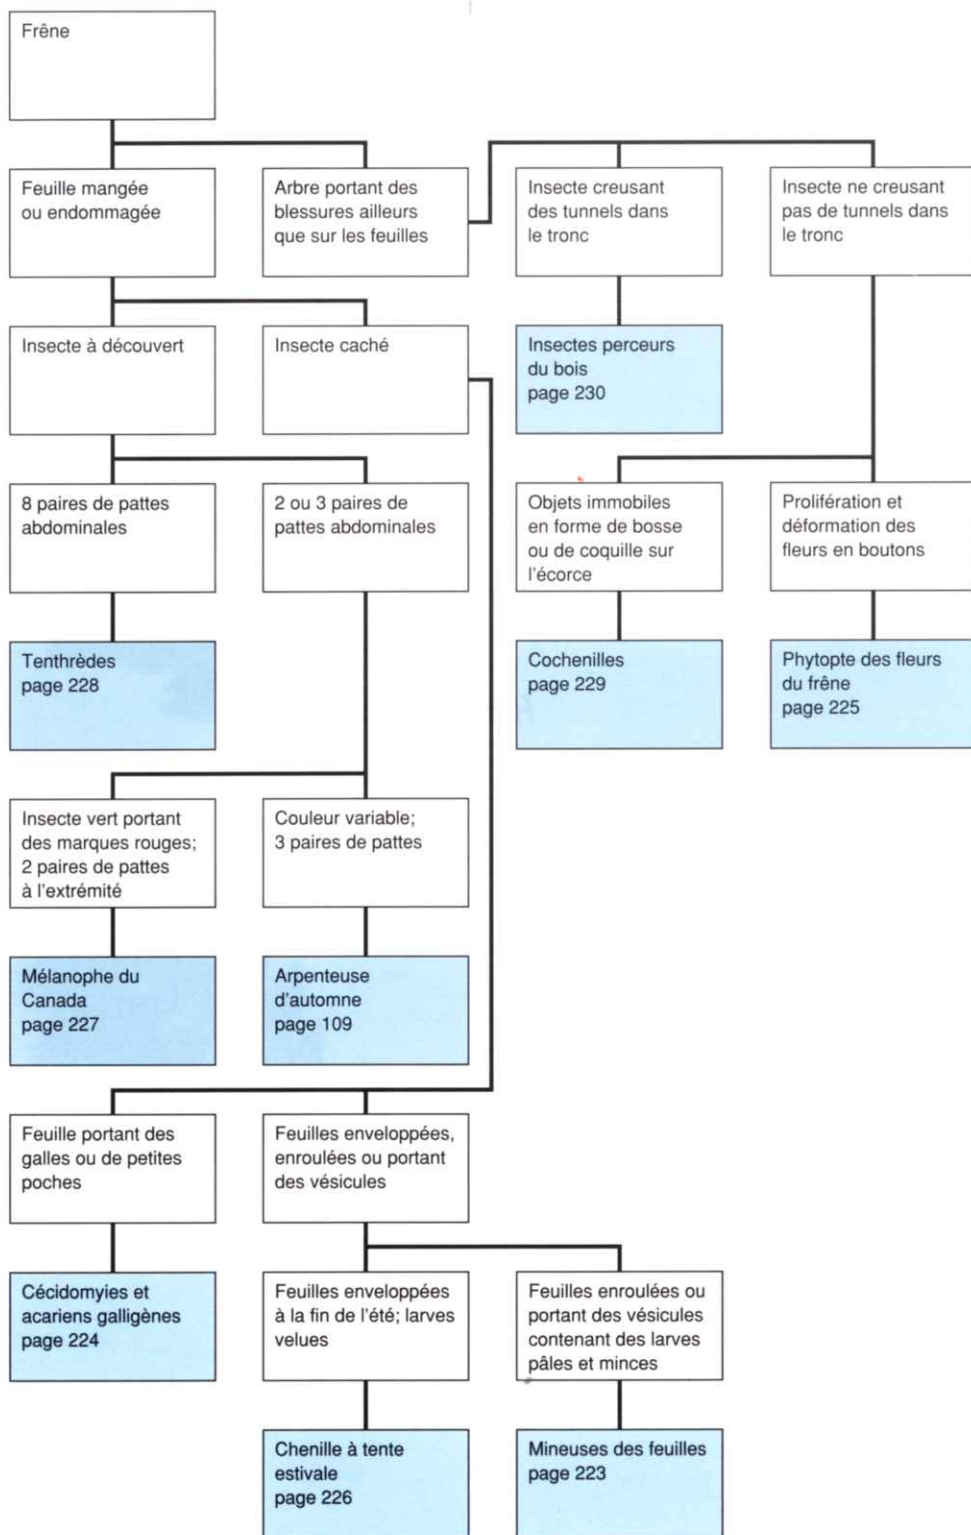 Frêne
Feuille mangée
ou endommagée
Arbre portant des
blessures ailleurs
que sur les feuilles
Insecte creusant
des tunnels dans
le tronc
Insecte ne creusant
pas de tunnels dans
le tronc
Insecte à découvert
Insecte caché
Insectes perceurs
du bois
page 230
8 paires de pattes
abdominales
2 ou 3 paires de
pattes abdominales
Objets immobiles
en forme de bosse
ou de coquille sur
l'écorce
Prolifération et
déformation des
fleurs en boutons
Tenthrèdes
page 228
Cochenilles
page 229
Phytopte des fleurs
du frêne
page 225
Insecte vert portant
des marques rouges;
2 paires de pattes
à l'extrémité
Couleur variable;
3 paires de pattes
Mélanophe du
Canada
page 227
Arpenteuse
d'automne
page 109
Feuille portant des
galles ou de petites
poches
Feuilles enveloppées,
enroulées ou portant
des vésicules
Cécidomyies et
acariens galligènes
page 224
Feuilles enveloppées
à la fin de l'été; larves
velues
Feuilles enroulées ou
portant des vésicules
contenant des larves
pâles et minces
Chenille à tente
estivale
page 226
Mineuses des feuilles
page 223